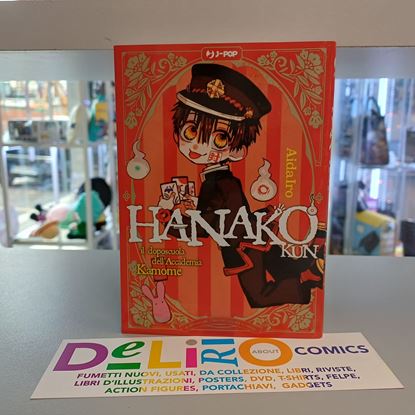 J-POP
AidaIro
HANAKO
KUN
il doposcuola
dell'Accademia
Kamome
DeLiRiO ABOUT COMICS
FUMETTI NUOVI, USATI, DA COLLEZIONE, LIBRI, RIVISTE,
LIBRI D'ILLUSTRAZIONI, POSTERS, DVD, T-SHIRTS, FELPE,
ACTION FIGURES, PORTACHIAVI, GADGETS